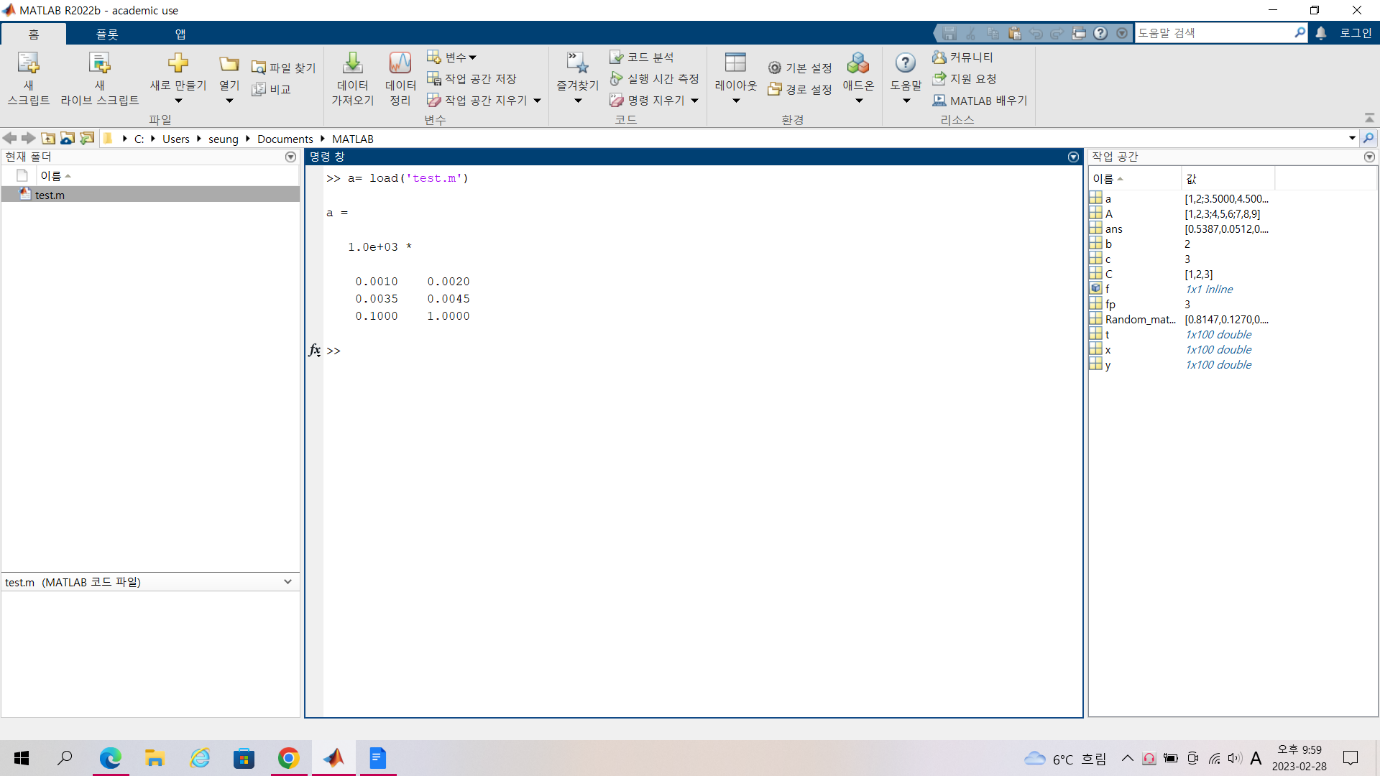 MATLAB R2022b - academic use
홈 플롯 앱
도움말 검색 로그인
새 스크립트
새 라이브 스크립트
새로 만들기
열기
파일 찾기
비교
파일
데이터 가져오기
데이터 정리
변수
작업 공간 저장
작업 공간 지우기
변수
즐겨찾기
코드 분석
실행 시간 측정
명령 지우기
코드
레이아웃
기본 설정
경로 설정
애드온
환경
도움말
커뮤니티
지원 요청
MATLAB 배우기
리소스
C: Users seung Documents MATLAB
현재 폴더
이름
test.m
test.m (MATLAB 코드 파일)
명령 창
>> a= load('test.m')
a =
1.0e+03 *
0.0010 0.0020
0.0035 0.0045
0.1000 1.0000
fx >>
작업 공간
이름 값
a [1,2;3.5000,4.500...
A [1,2,3;4,5,6;7,8,9]
ans [0.5387,0.0512,0....
b 2
c 3
C [1,2,3]
f 1x1 inline
fp 3
Random_mat... [0.8147,0.1270,0....
t 1x100 double
x 1x100 double
y 1x100 double
6°C 흐림
A
오후 9:59
2023-02-28